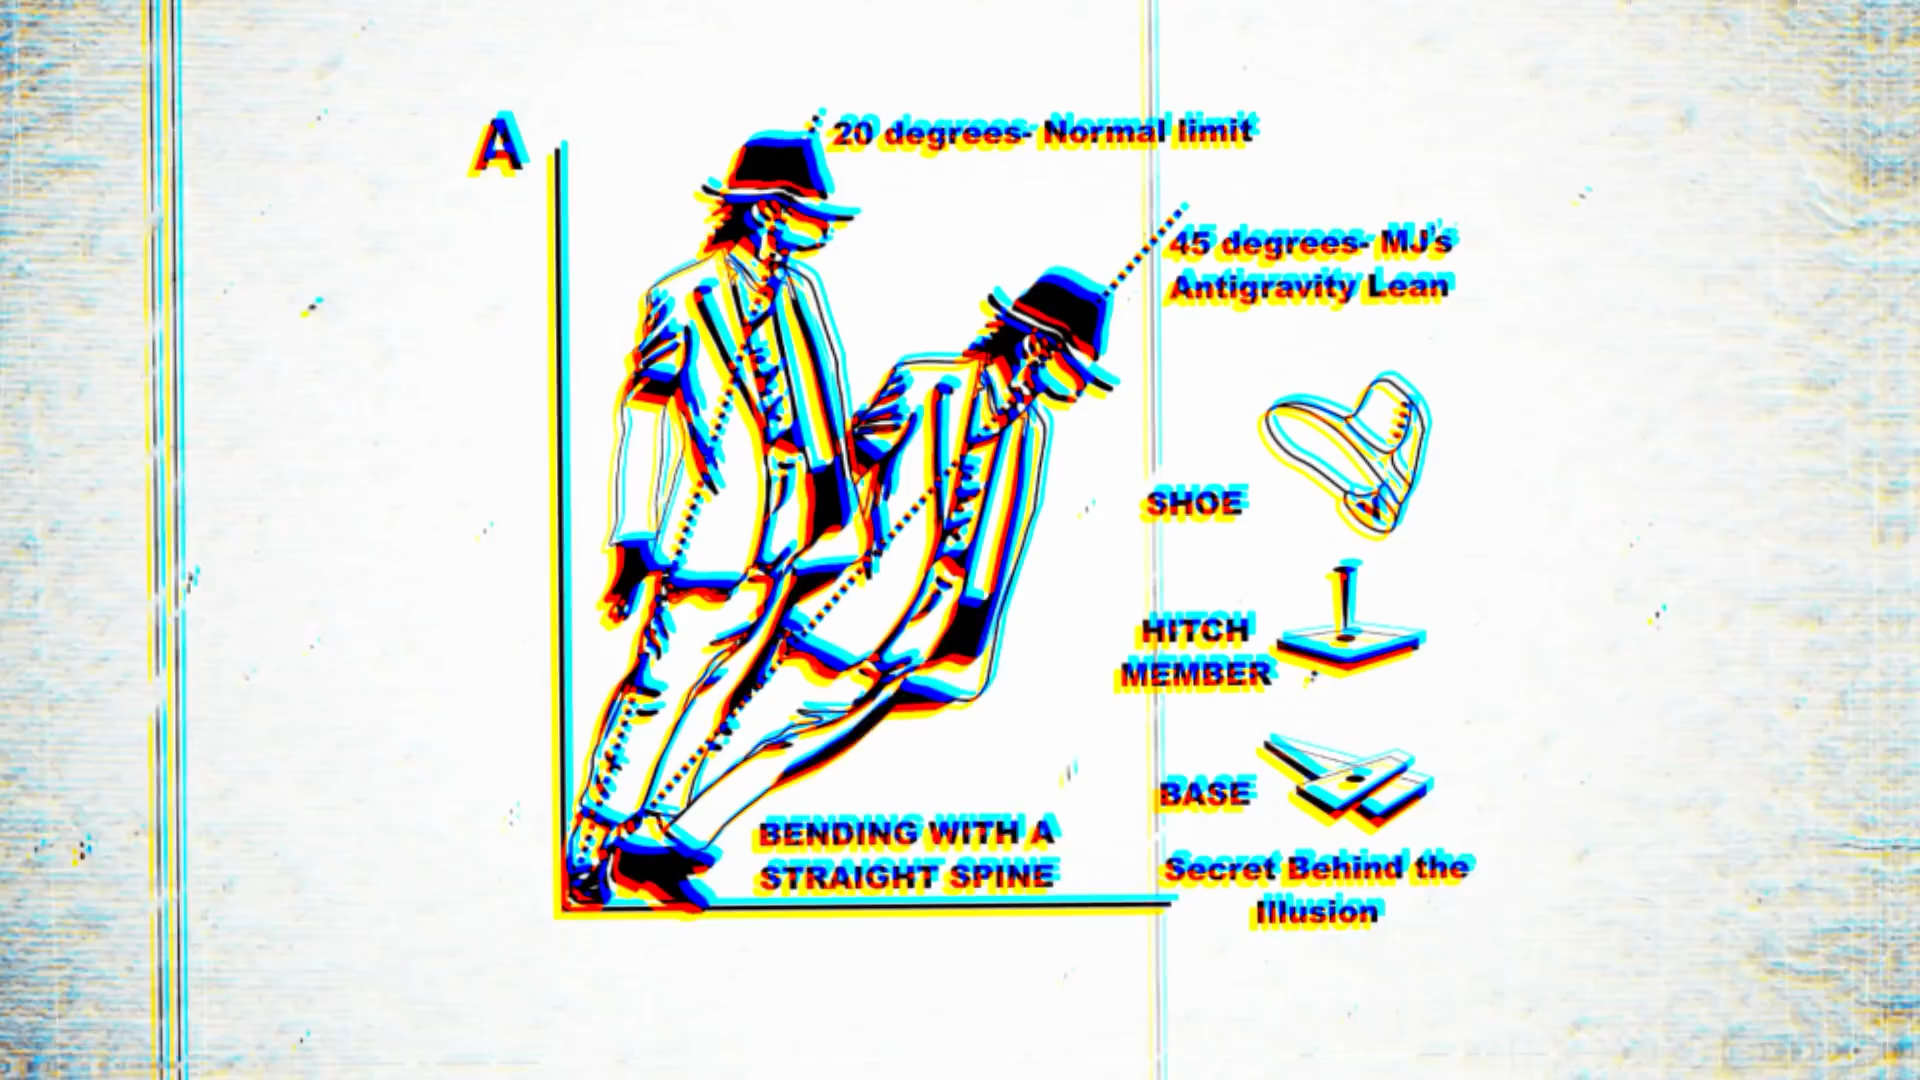 A
20 degrees- Normal limit
45 degrees- MJ's
Antigravity Lean
SHOE
HITCH
MEMBER
BASE
BENDING WITH A
STRAIGHT SPINE
Secret Behind the
Illusion